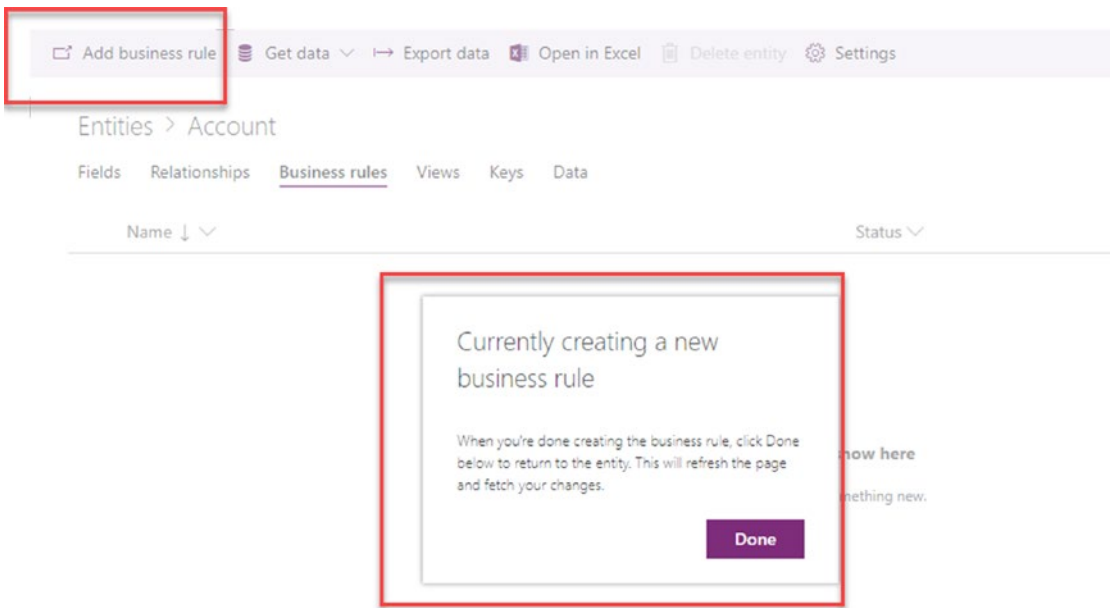 Add business rule Get data Export data Open in Excel Delete entity Settings
Entities > Account
Fields Relationships Business rules Views Keys Data
Name ↓ Status
Currently creating a new
business rule
When you're done creating the business rule, click Done
below to return to the entity. This will refresh the page
and fetch your changes.
here
new.
Done